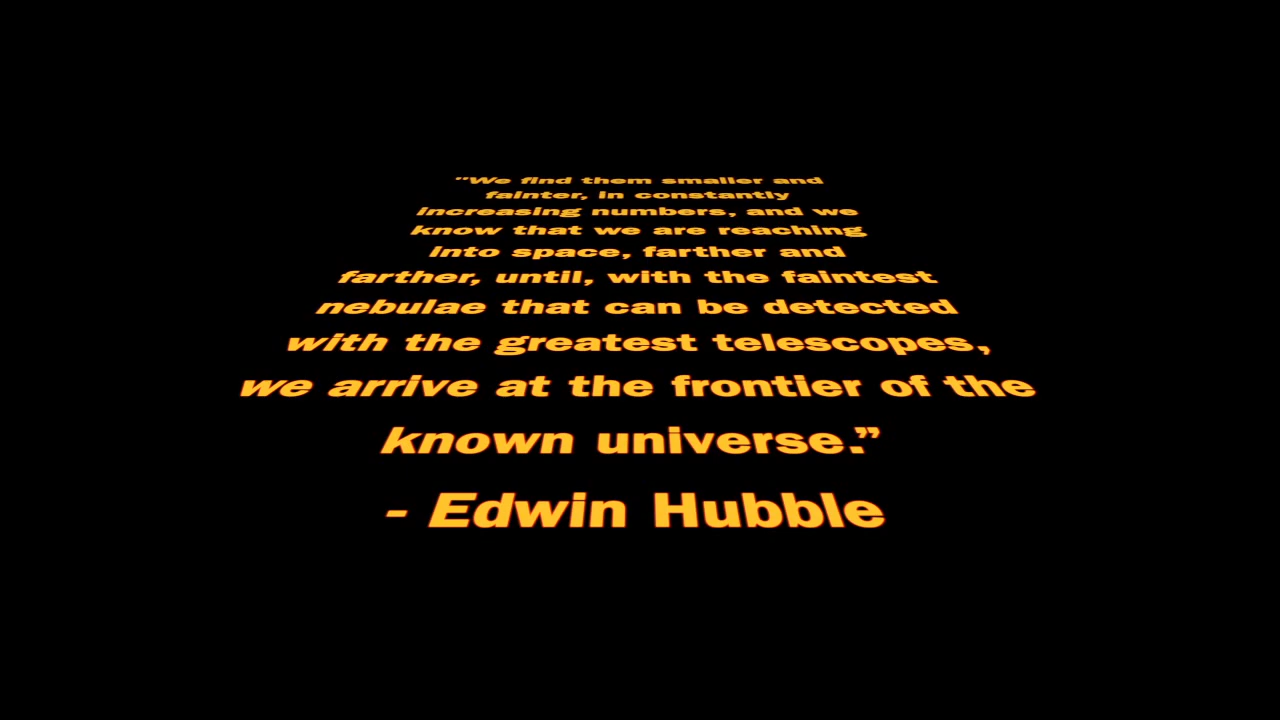 "We find them smaller and
fainter, in constantly
increasing numbers, and we
know that we are reaching
into space, farther and
farther, until, with the faintest
nebulae that can be detected
with the greatest telescopes,
we arrive at the frontier of the
known universe.”
- Edwin Hubble